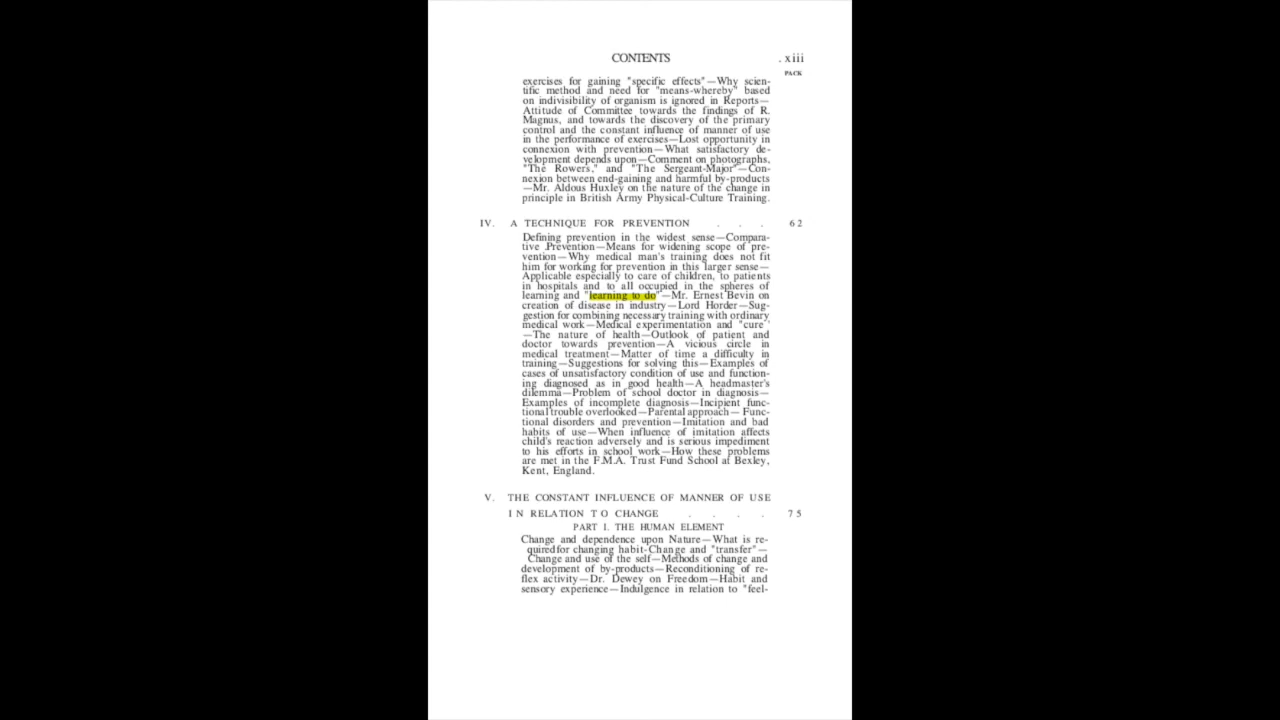 CONTENTS . xiii
PACK
exercises for gaining "specific effects"—Why scien-
tific method and need for "means-whereby" based
on indivisibility of organism is ignored in Reports—
Attitude of Committee towards the findings of R.
Magnus, and towards the discovery of the primary
control and the constant influence of manner of use
in the performance of exercises—Lost opportunity in
connexion with prevention—What satisfactory de-
velopment depends upon—Comment on photographs,
"The Rowers," and "The Sergeant-Major"—Con-
nexion between end-gaining and harmful by-products
—Mr. Aldous Huxley on the nature of the change in
principle in British Army Physical-Culture Training.
IV. A TECHNIQUE FOR PREVENTION . . . 62
Defining prevention in the widest sense—Compara-
tive Prevention—Means for widening scope of pre-
vention—Why medical man's training does not fit
him for working for prevention in this larger sense—
Applicable especially to care of children, to patients
in hospitals and to all occupied in the spheres of
learning and "learning to do"—Mr. Ernest Bevin on
creation of disease in industry—Lord Horder—Sug-
gestion for combining necessary training with ordinary
medical work—Medical experimentation and "cure"
—The nature of health—Outlook of patient and
doctor towards prevention—A vicious circle in
medical treatment—Matter of time a difficulty in
training—Suggestions for solving this—Examples of
cases of unsatisfactory condition of use and function-
ing diagnosed as in good health—A headmaster's
dilemma—Problem of school doctor in diagnosis—
Examples of incomplete diagnosis—Incipient func-
tional trouble overlooked—Parental approach— Func-
tional disorders and prevention—Imitation and bad
habits of use—When influence of imitation affects
child's reaction adversely and is serious impediment
to his efforts in school work—How these problems
are met in the F.M.A. Trust Fund School at Bexley,
Kent, England.
V. THE CONSTANT INFLUENCE OF MANNER OF USE
IN RELATION TO CHANGE . . . . 75
PART I. THE HUMAN ELEMENT
Change and dependence upon Nature—What is re-
quired for changing habit-Change and "transfer"—
Change and use of the self—Methods of change and
development of by-products—Reconditioning of re-
flex activity—Dr. Dewey on Freedom—Habit and
sensory experience—Indulgence in relation to "feel-